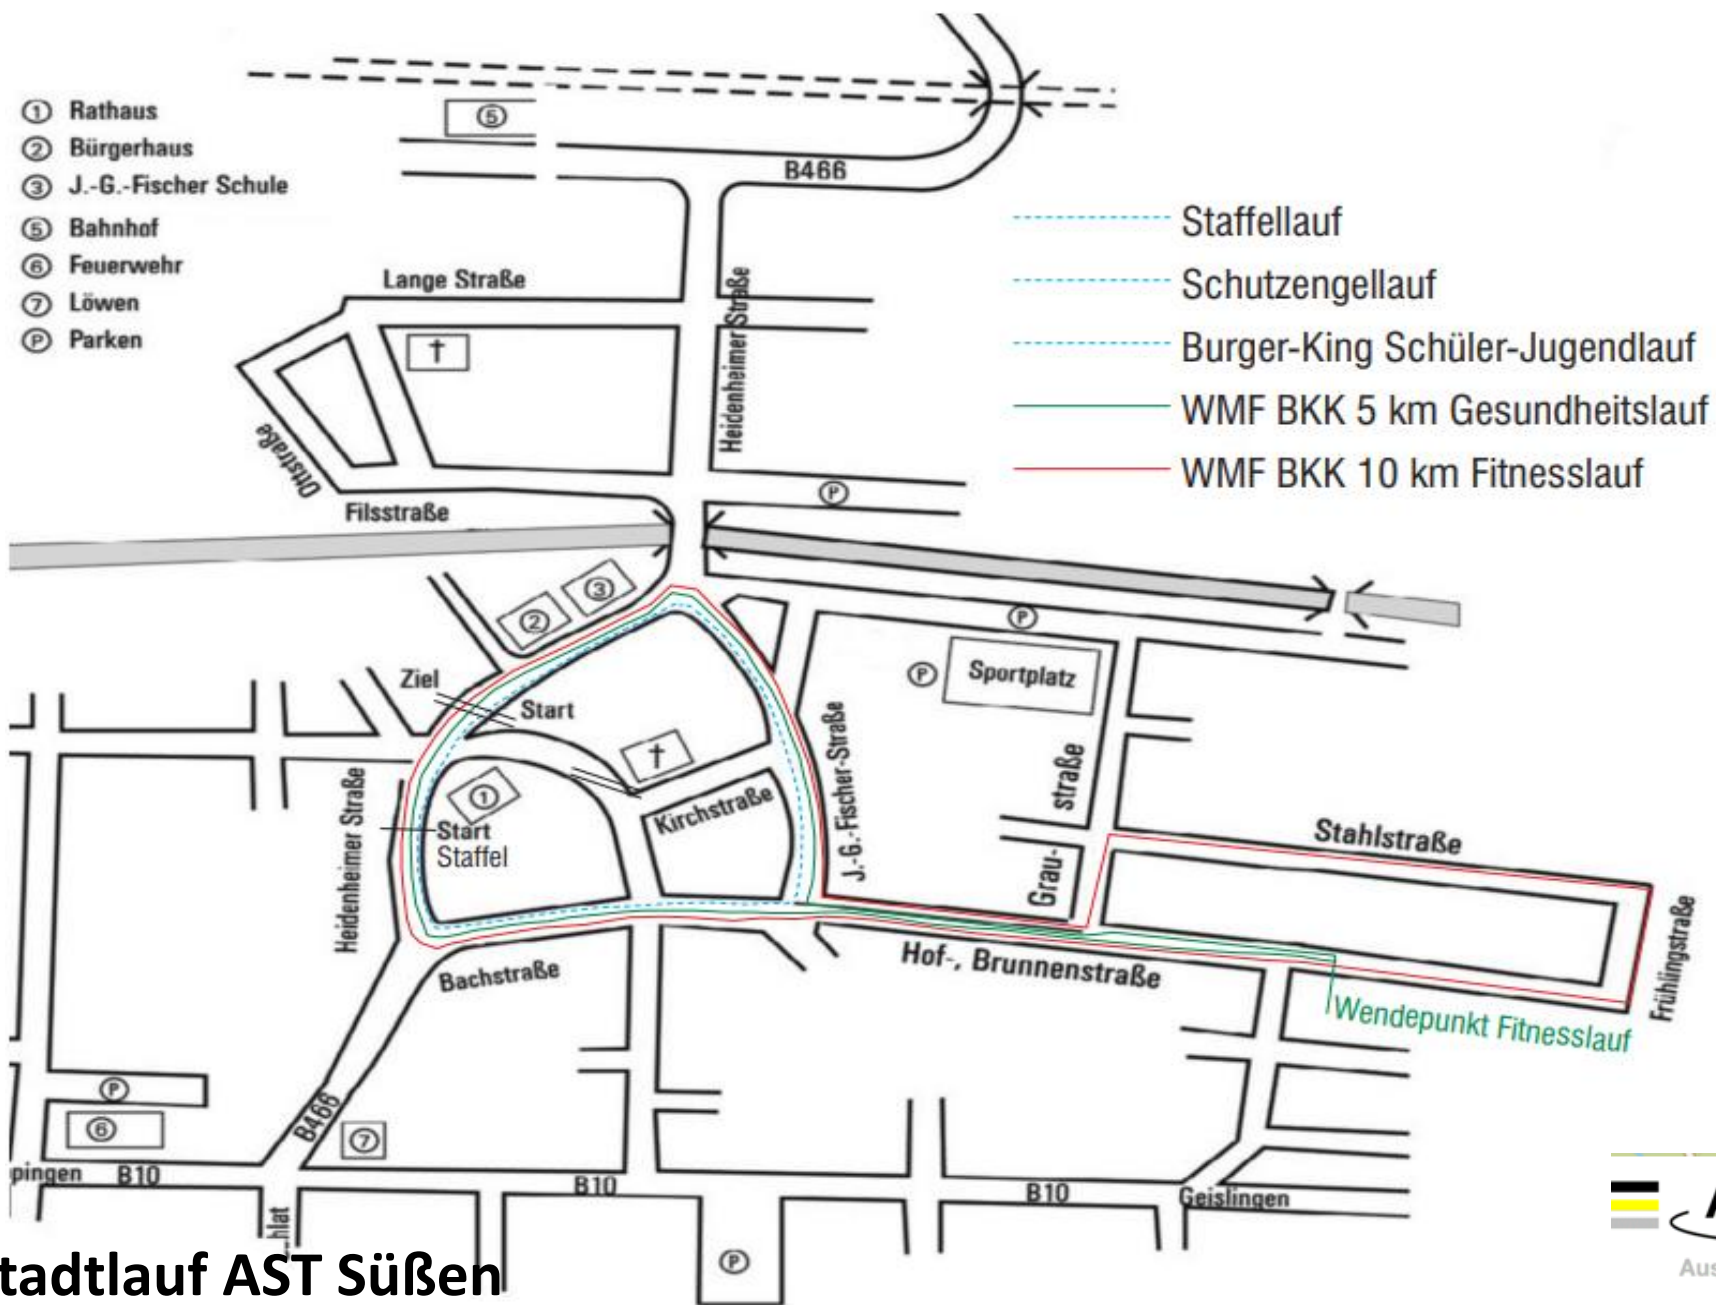 ① Rathaus
② Bürgerhaus
③ J.-G.-Fischer Schule
⑤ Bahnhof
⑥ Feuerwehr
⑦ Löwen
Ⓟ Parken
⑤
B466
Staffellauf
Schutzengellauf
Burger-King Schüler-Jugendlauf
WMF BKK 5 km Gesundheitslauf
WMF BKK 10 km Fitnesslauf
Lange Straße
Heidenheimer Straße
Ottstraße
Filsstraße
Ⓟ
③
②
Ⓟ
Ⓟ
Sportplatz
Ziel
Start
①
Start
Staffel
Kirchstraße
J.-G.-Fischer-Straße
Grau-
straße
Stahlstraße
Frühlingstraße
Heidenheimer Straße
Bachstraße
Hof-, Brunnenstraße
Wendepunkt Fitnesslauf
Ⓟ
⑥
B466
⑦
pingen
B10
B10
B10
Geislingen
hlat
Ⓟ
tadtlauf AST Süßen
A
Aus